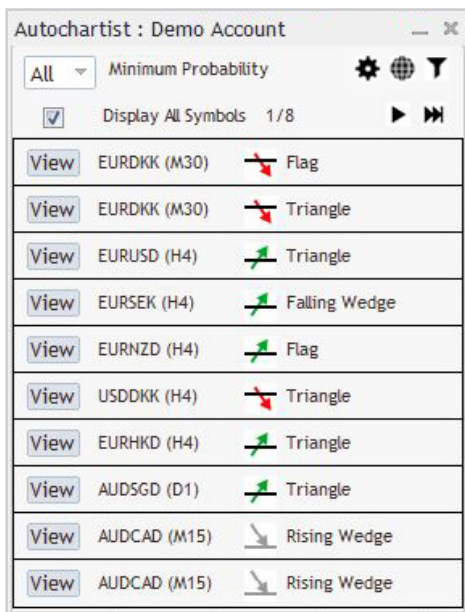 Autochartist : Demo Account
All Minimum Probability
Display All Symbols 1/8
View EURDKK (M30) Flag
View EURDKK (M30) Triangle
View EURUSD (H4) Triangle
View EURSEK (H4) Falling Wedge
View EURNZD (H4) Flag
View USDDKK (H4) Triangle
View EURHKD (H4) Triangle
View AUDSGD (D1) Triangle
View AUDCAD (M15) Rising Wedge
View AUDCAD (M15) Rising Wedge